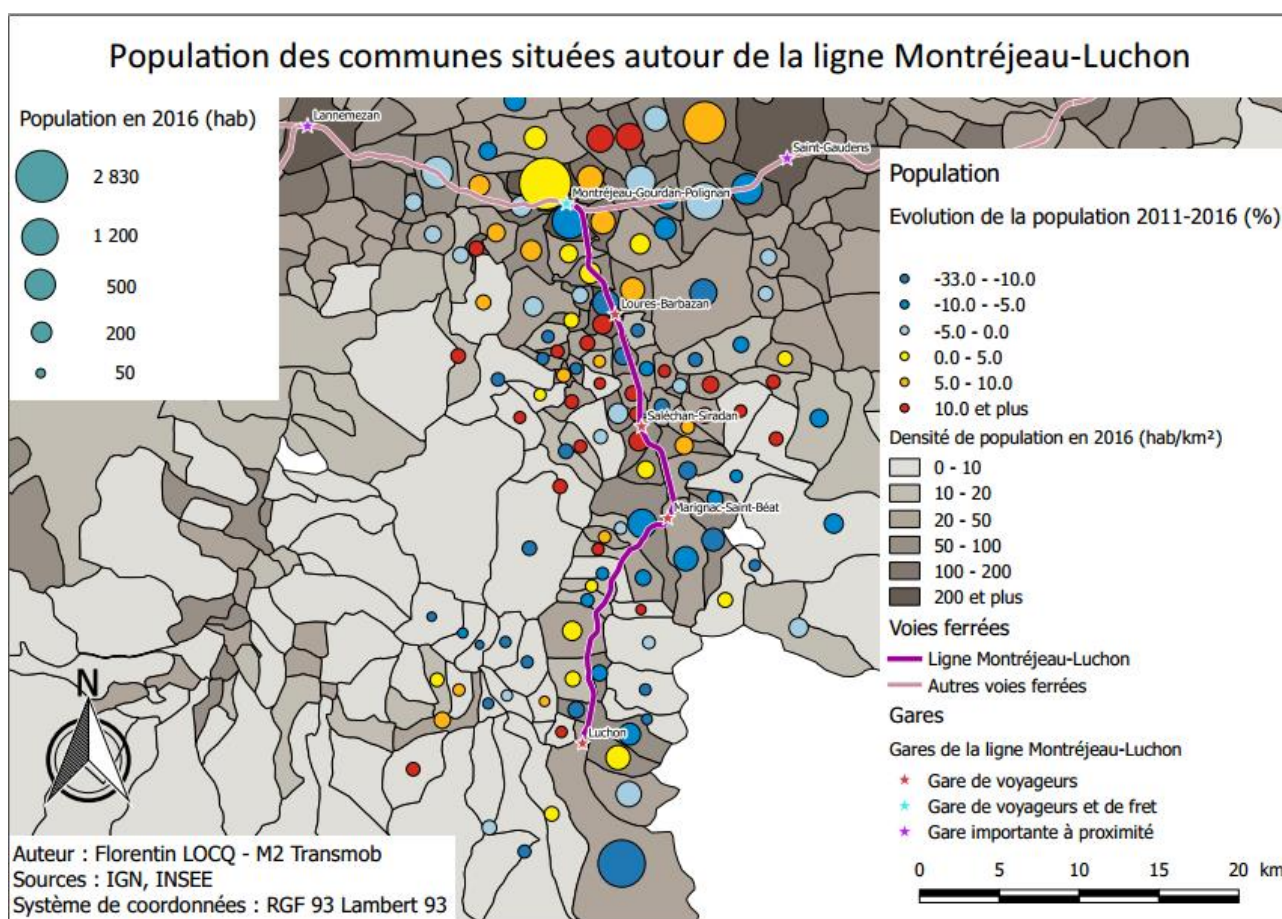 Population des communes situées autour de la ligne Montréjeau-Luchon
Population en 2016 (hab)
2 830
1 200
500
200
50
Lannemezan
Saint-Gaudens
Montréjeau-Gourdan-Polignan
Loures-Barbazan
Saléchan-Siradan
Marignac-Saint-Béat
Luchon
Population
Evolution de la population 2011-2016 (%)
-33.0 - -10.0
-10.0 - -5.0
-5.0 - 0.0
0.0 - 5.0
5.0 - 10.0
10.0 et plus
Densité de population en 2016 (hab/km²)
0 - 10
10 - 20
20 - 50
50 - 100
100 - 200
200 et plus
Voies ferrées
Ligne Montréjeau-Luchon
Autres voies ferrées
Gares
Gares de la ligne Montréjeau-Luchon
Gare de voyageurs
Gare de voyageurs et de fret
Gare importante à proximité
0 5 10 15 20 km
N
Auteur : Florentin LOCQ - M2 Transmob
Sources : IGN, INSEE
Système de coordonnées : RGF 93 Lambert 93